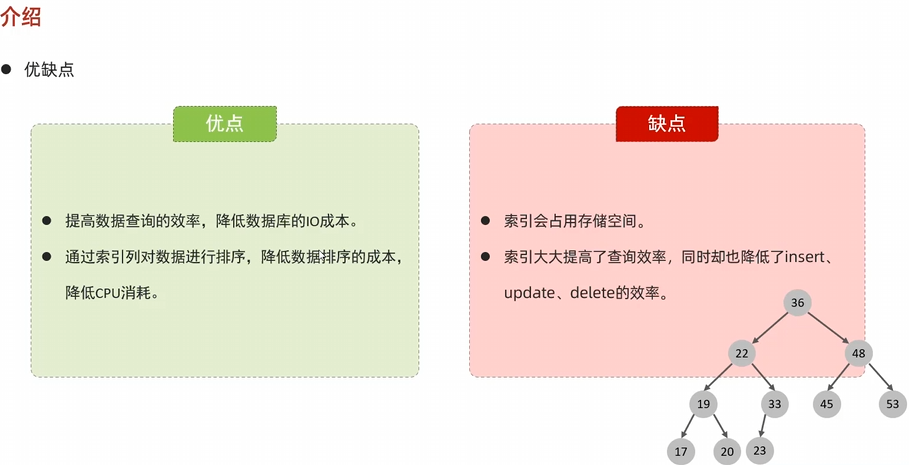 介绍
优缺点
优点
提高数据查询的效率，降低数据库的IO成本。
通过索引列对数据进行排序，降低数据排序的成本，
降低CPU消耗。
缺点
索引会占用存储空间。
索引大大提高了查询效率，同时却也降低了insert、
update、delete的效率。
36
22
48
19
33
45
53
17
20
23